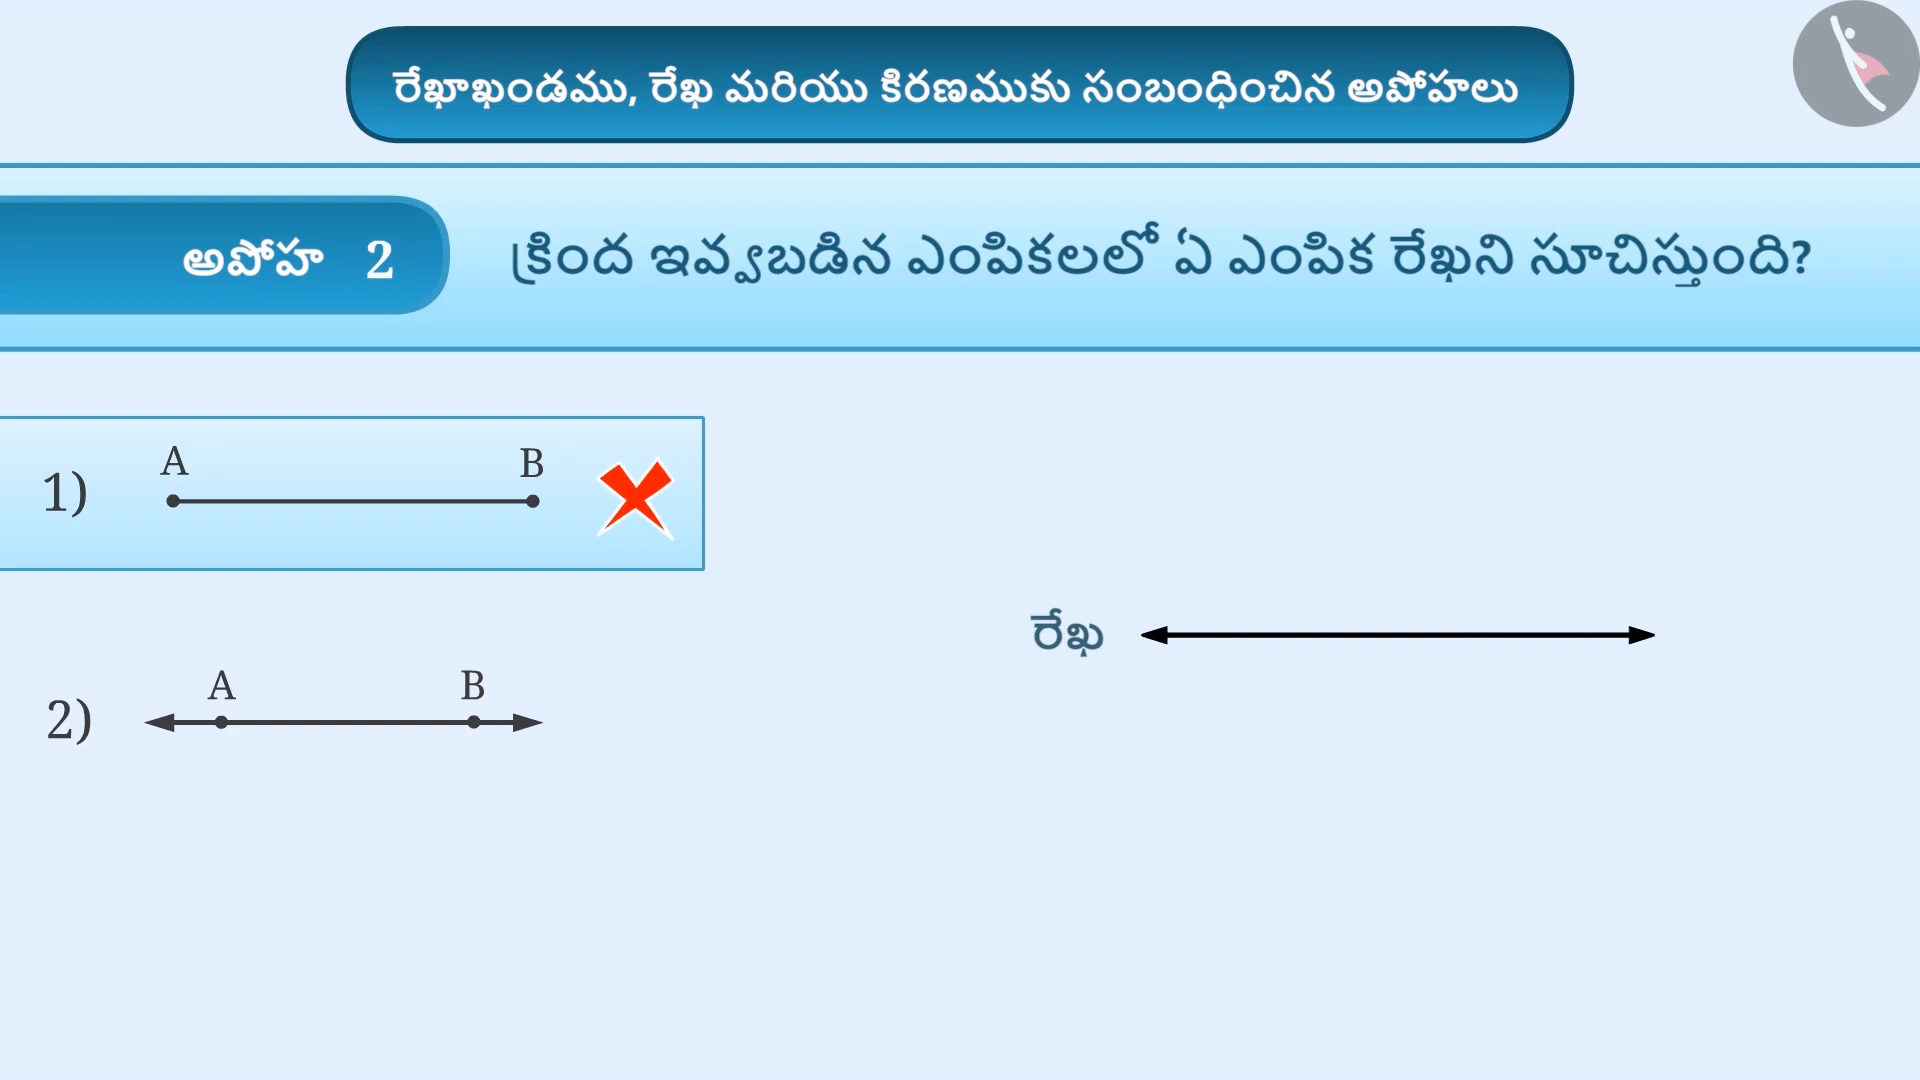 రేఖాఖండము, రేఖ మరియు కిరణముకు సంబంధించిన అపోహలు
అపోహ 2
క్రింద ఇవ్వబడిన ఎంపికలలో ఏ ఎంపిక రేఖని సూచిస్తుంది?
1) A B
రేఖ
2) A B